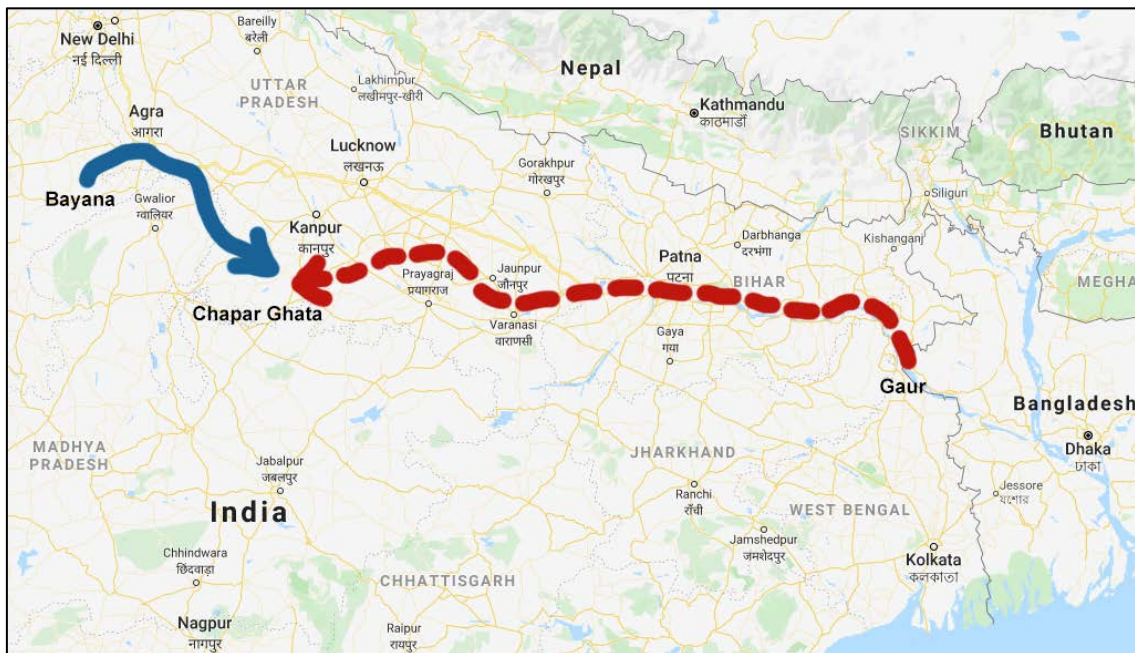 Bareilly
बरेली
New Delhi
नई दिल्ली
Nepal
UTTAR
PRADESH
Lakhimpur
लखीमपुर-खीरी
Kathmandu
काठमाडौँ
Agra
आगरा
SIKKIM
Bhutan
Lucknow
लखनऊ
Gorakhpur
गोरखपुर
Bayana
Gwalior
ग्वालियर
Siliguri
Kanpur
कानपुर
Darbhanga
दरभंगा
Kishanganj
Prayagraj
प्रयागराज
Jaunpur
जौनपुर
Patna
पटना
BIHAR
MEGHA
Chapar Ghata
Varanasi
वाराणसी
Gaya
गया
Gaur
Bangladesh
MADHYA
PRADESH
Dhaka
ঢাকা
JHARKHAND
Jabalpur
जबलपुर
Ranchi
राँची
Jessore
যশোর
India
WEST BENGAL
Jamshedpur
जमशेदपुर
Chhindwara
छिंदवाड़ा
Kolkata
কলকাতা
CHHATTISGARH
Nagpur
नागपुर
Raipur
रायपुर